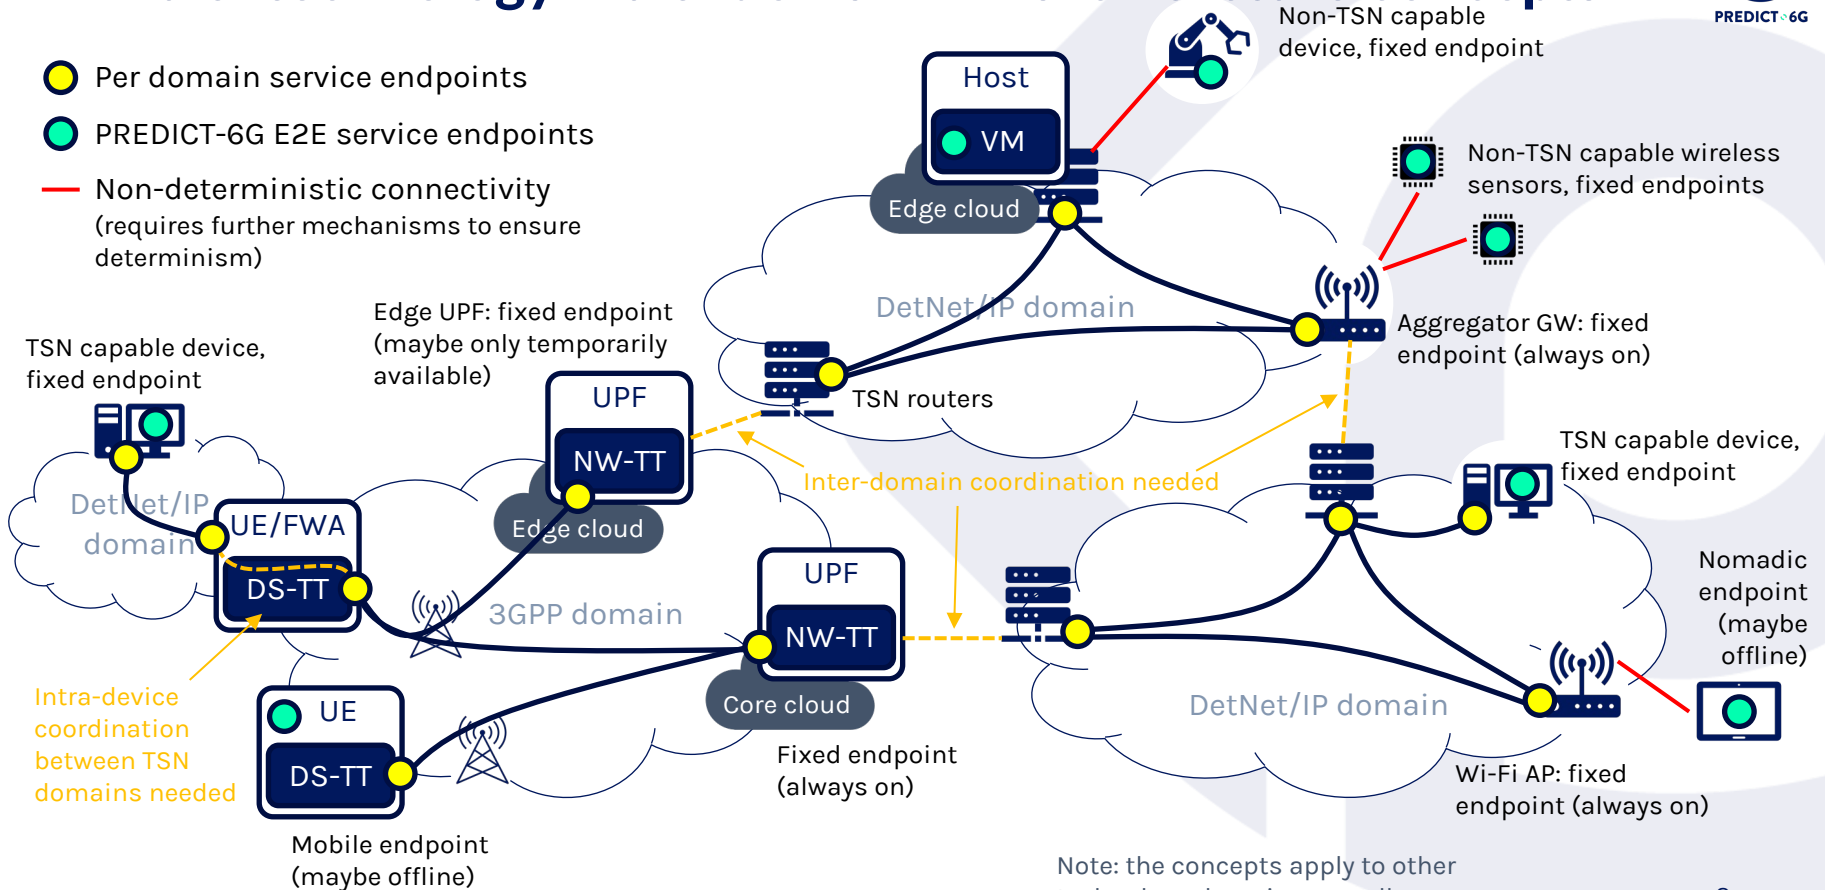 PREDICT-6G
Non-TSN capable
device, fixed endpoint
Per domain service endpoints
PREDICT-6G E2E service endpoints
Non-deterministic connectivity
(requires further mechanisms to ensure
determinism)
Host
VM
Edge cloud
Non-TSN capable wireless
sensors, fixed endpoints
DetNet/IP domain
Edge UPF: fixed endpoint
(maybe only temporarily
available)
Aggregator GW: fixed
endpoint (always on)
TSN capable device,
fixed endpoint
UPF
NW-TT
Edge cloud
TSN routers
Inter-domain coordination needed
TSN capable device,
fixed endpoint
DetNet/IP
domain
UE/FWA
DS-TT
3GPP domain
UPF
NW-TT
Core cloud
Fixed endpoint
(always on)
Nomadic
endpoint
(maybe
offline)
DetNet/IP domain
Wi-Fi AP: fixed
endpoint (always on)
Intra-device
coordination
between TSN
domains needed
UE
DS-TT
Mobile endpoint
(maybe offline)
Note: the concepts apply to other